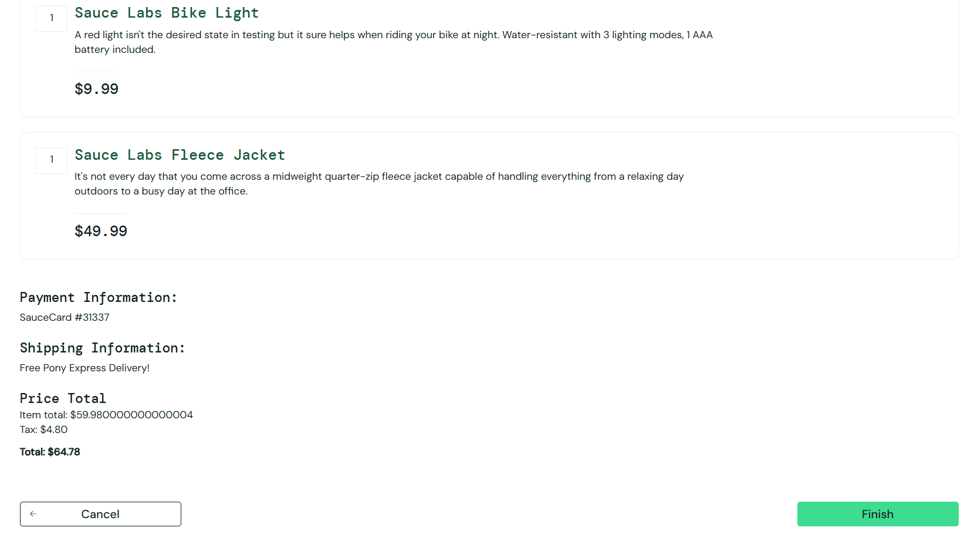 1
Sauce Labs Bike Light
A red light isn't the desired state in testing but it sure helps when riding your bike at night. Water-resistant with 3 lighting modes, 1 AAA
battery included.
$9.99
1
Sauce Labs Fleece Jacket
It's not every day that you come across a midweight quarter-zip fleece jacket capable of handling everything from a relaxing day
outdoors to a busy day at the office.
$49.99
Payment Information:
SauceCard #31337
Shipping Information:
Free Pony Express Delivery!
Price Total
Item total: $59.980000000000004
Tax: $4.80
Total: $64.78
Cancel
Finish